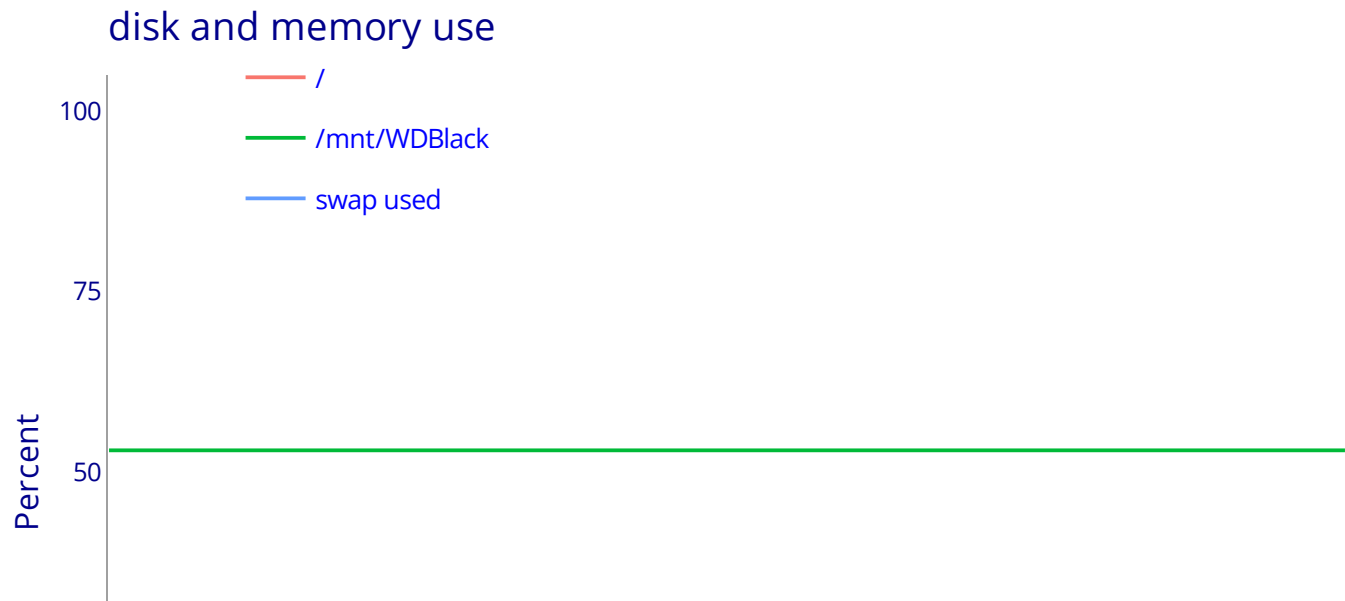 disk and memory use
/
100
/mnt/WDBlack
swap used
75
Percent
50